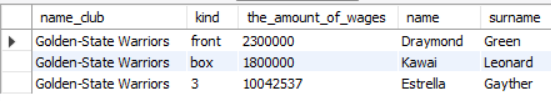 name_club kind the_amount_of_wages name surname
Golden-State Warriors front 2300000 Draymond Green
Golden-State Warriors box 1800000 Kawai Leonard
Golden-State Warriors 3 10042537 Estrella Gayther